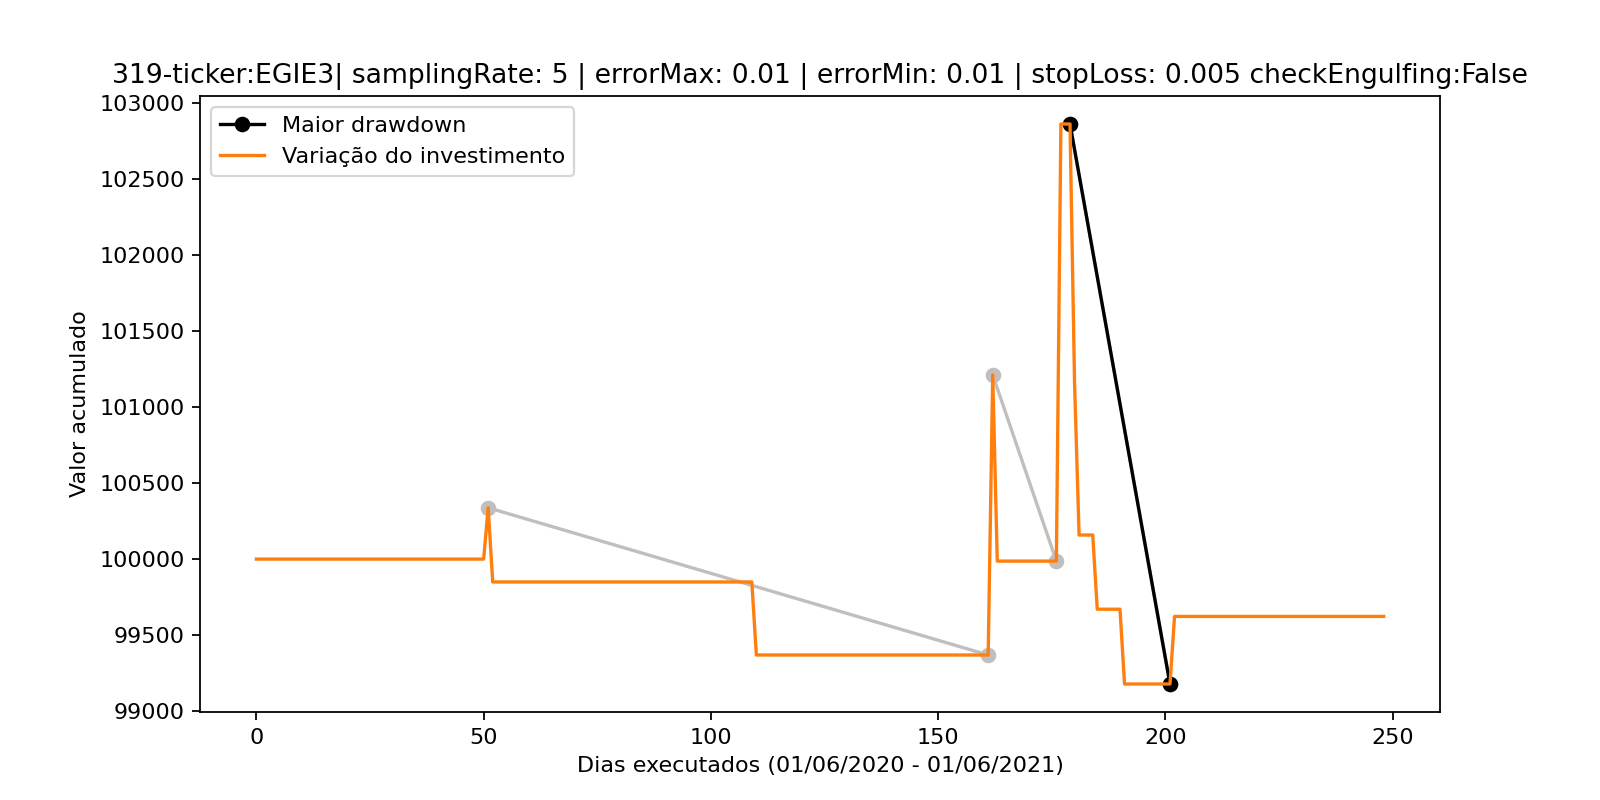 319-ticker:EGIE3| samplingRate: 5 | errorMax: 0.01 | errorMin: 0.01 | stopLoss: 0.005 checkEngulfing:False
Maior drawdown
Variação do investimento
Valor acumulado
103000
102500
102000
101500
101000
100500
100000
99500
99000
0 50 100 150 200 250
Dias executados (01/06/2020 - 01/06/2021)